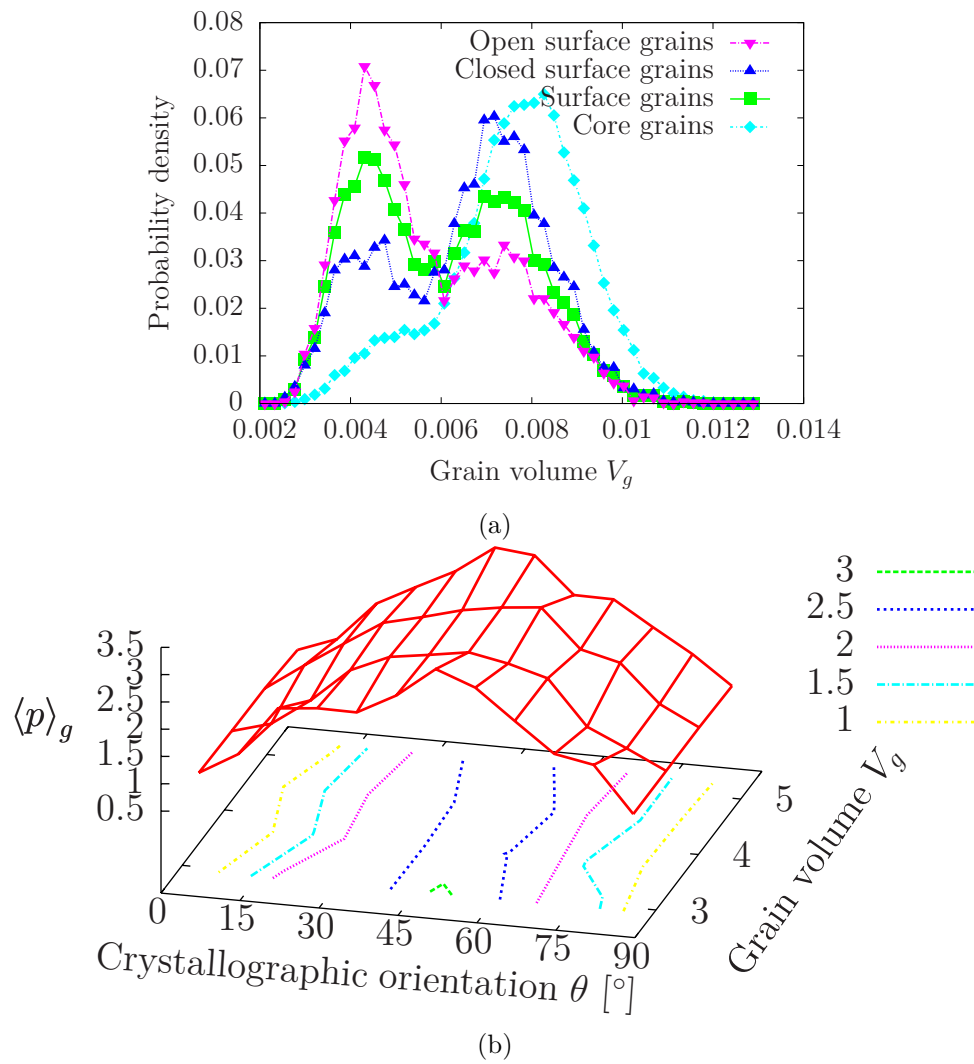 0.08
0.07
0.06
0.05
0.04
0.03
0.02
0.01
0
Probability density
Open surface grains
Closed surface grains
Surface grains
Core grains
0.002 0.004 0.006 0.008 0.01 0.012 0.014
Grain volume V_g
(a)
3
2.5
2
1.5
1
3.5
3
2.5
2
1.5
1
0.5
⟨p⟩_g
0 15 30 45 60 75 90
Crystallographic orientation θ [°]
3 4 5
Grain volume V_g
(b)